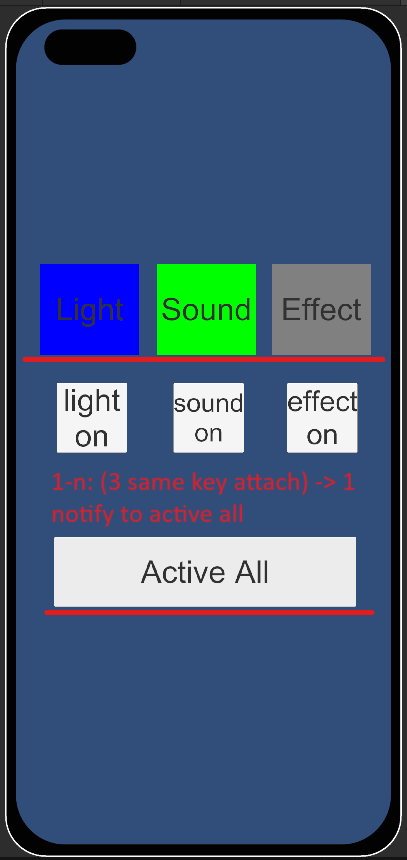 Light Sound Effect
light
on
sound
on
effect
on
1-n: (3 same key attach) -> 1
notify to active all
Active All